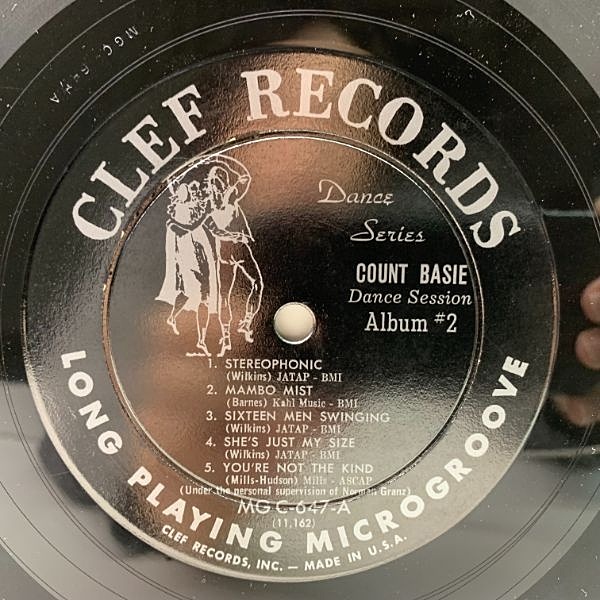 CLEF RECORDS
Dance
Series
COUNT BASIE
Dance Session
Album #2
1. STEREOPHONIC
(Wilkins) JATAP - BMI
2. MAMBO MIST
(Barnes) Kahl Music - BMI
3. SIXTEEN MEN SWINGING
(Wilkins) JATAP - BMI
4. SHE'S JUST MY SIZE
(Wilkins) JATAP - BMI
5. YOU'RE NOT THE KIND
(Mills-Hudson) Mills - ASCAP
(Under the personal supervision of Norman Granz)
MG C-647-A
(11,162)
LONG PLAYING MICROGROOVE
CLEF RECORDS, INC. — MADE IN U.S.A.
MGC